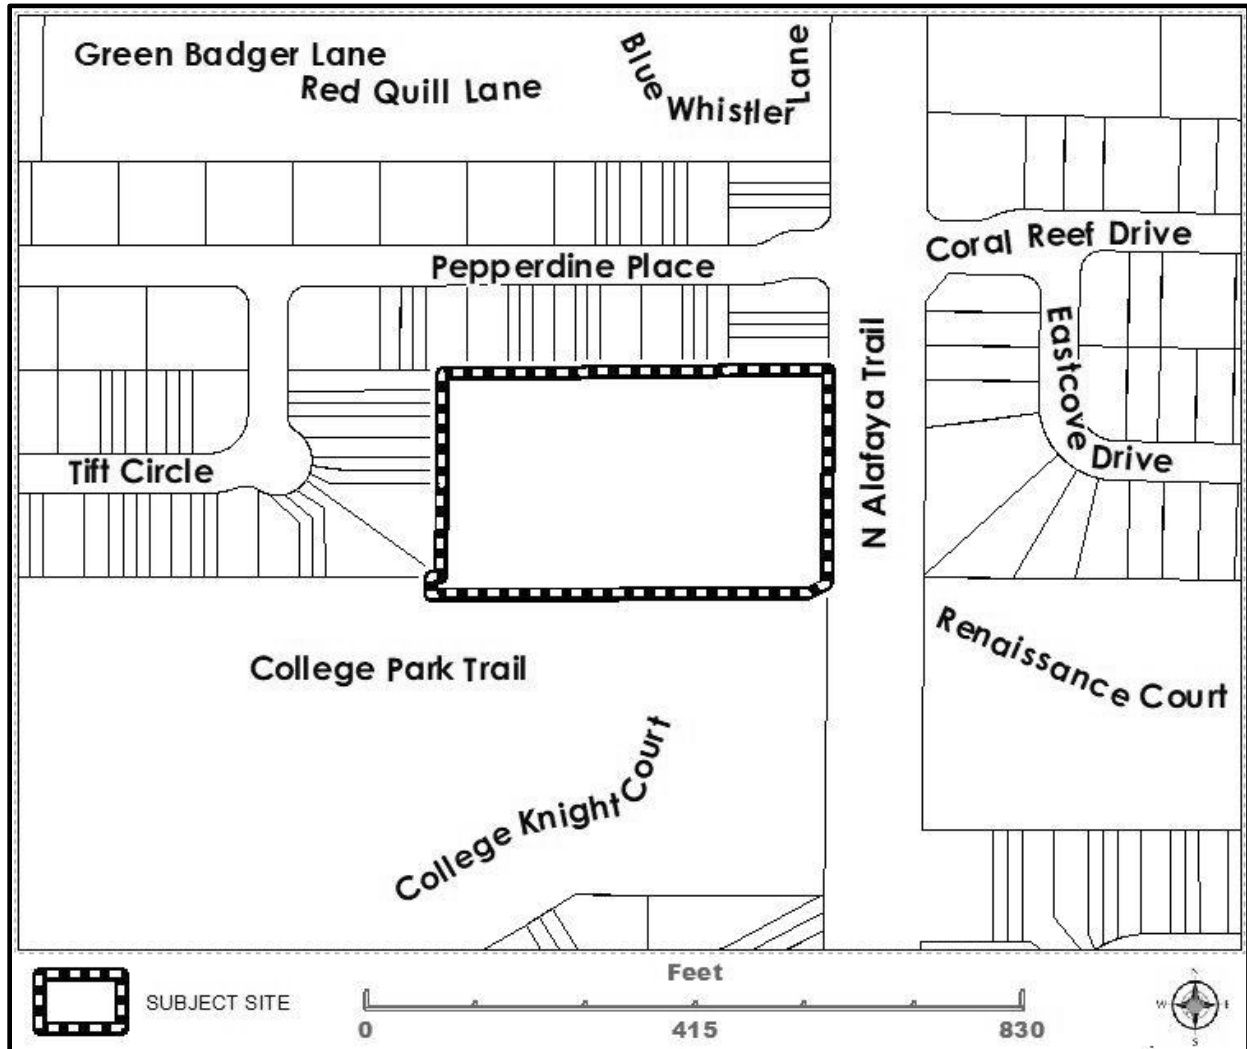 Green Badger Lane
Red Quill Lane
Blue
Whistler
Lane
Coral Reef Drive
Pepperdine Place
N Alafaya Trail
Eastcove
Drive
Tift Circle
Renaissance Court
College Park Trail
College Knight
Court
SUBJECT SITE
Feet
0 415 830
N
W E
S